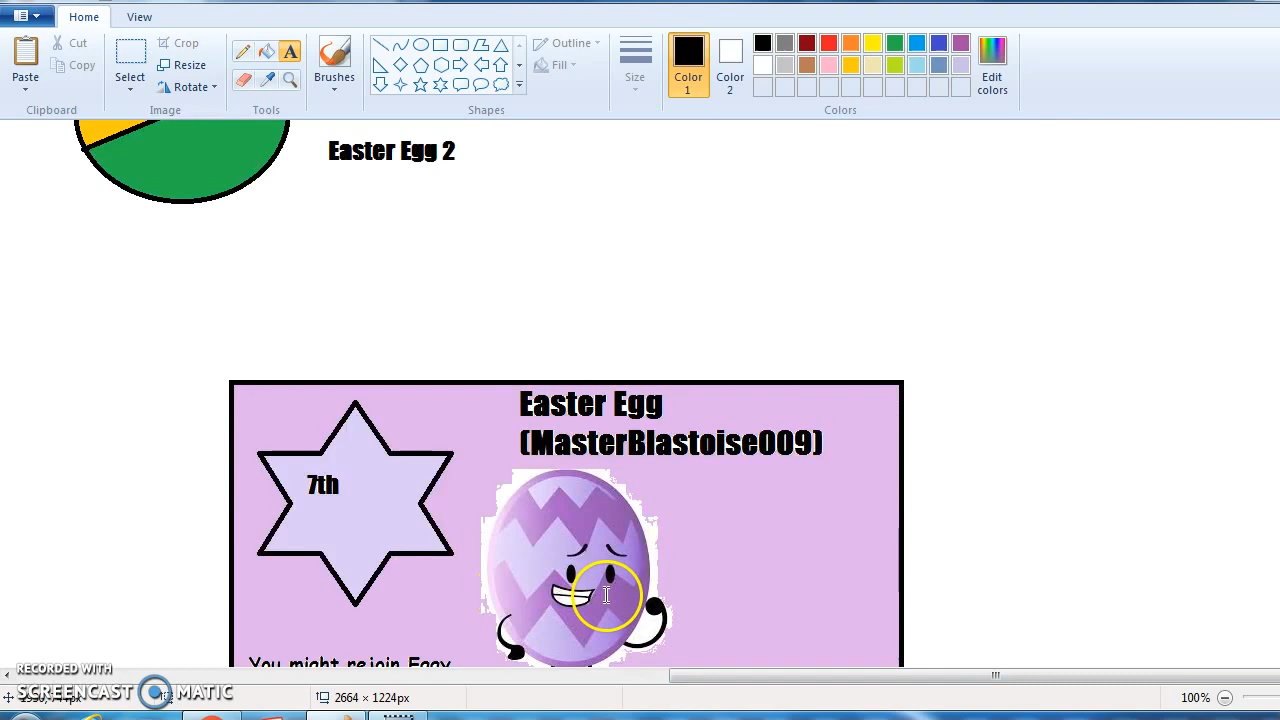 Home View
Paste
Cut
Copy
Clipboard
Select
Crop
Resize
Rotate
Image
A
Tools
Brushes
Shapes
Outline
Fill
Size
Color 1
Color 2
Edit colors
Colors
Easter Egg 2
Easter Egg
(MasterBlastoise009)
7th
You might rejoin Eggy
RECORDED WITH
SCREENCAST MATIC
2664 × 1224px
100%